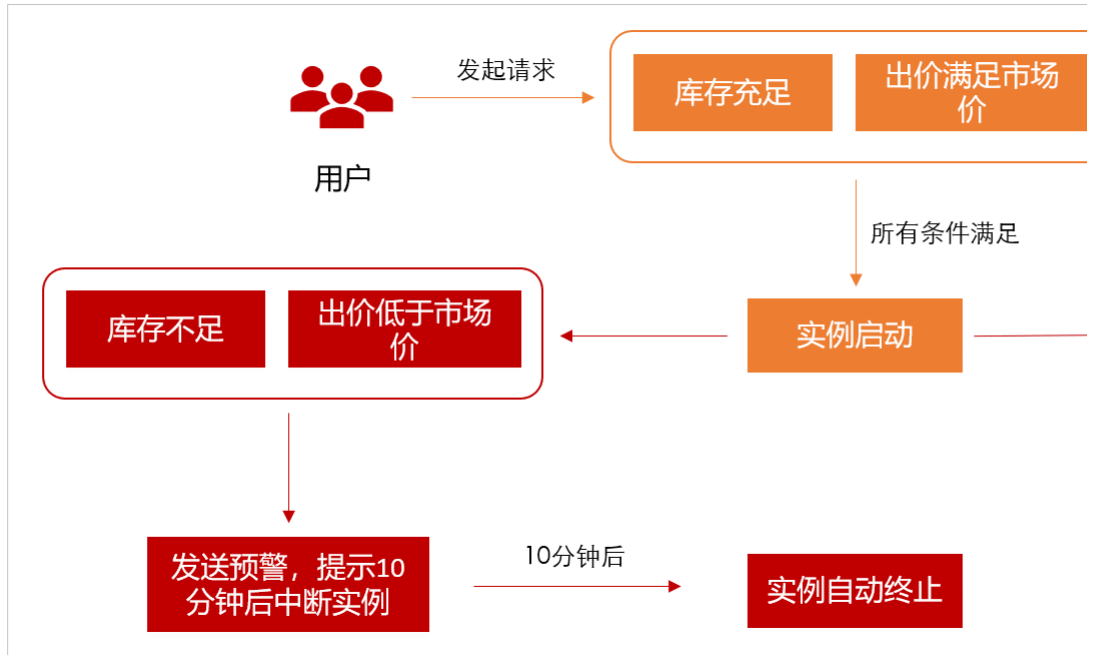 发起请求
库存充足
出价满足市场
价
用户
所有条件满足
库存不足
出价低于市场
价
实例启动
发送预警，提示10
分钟后中断实例
10分钟后
实例自动终止